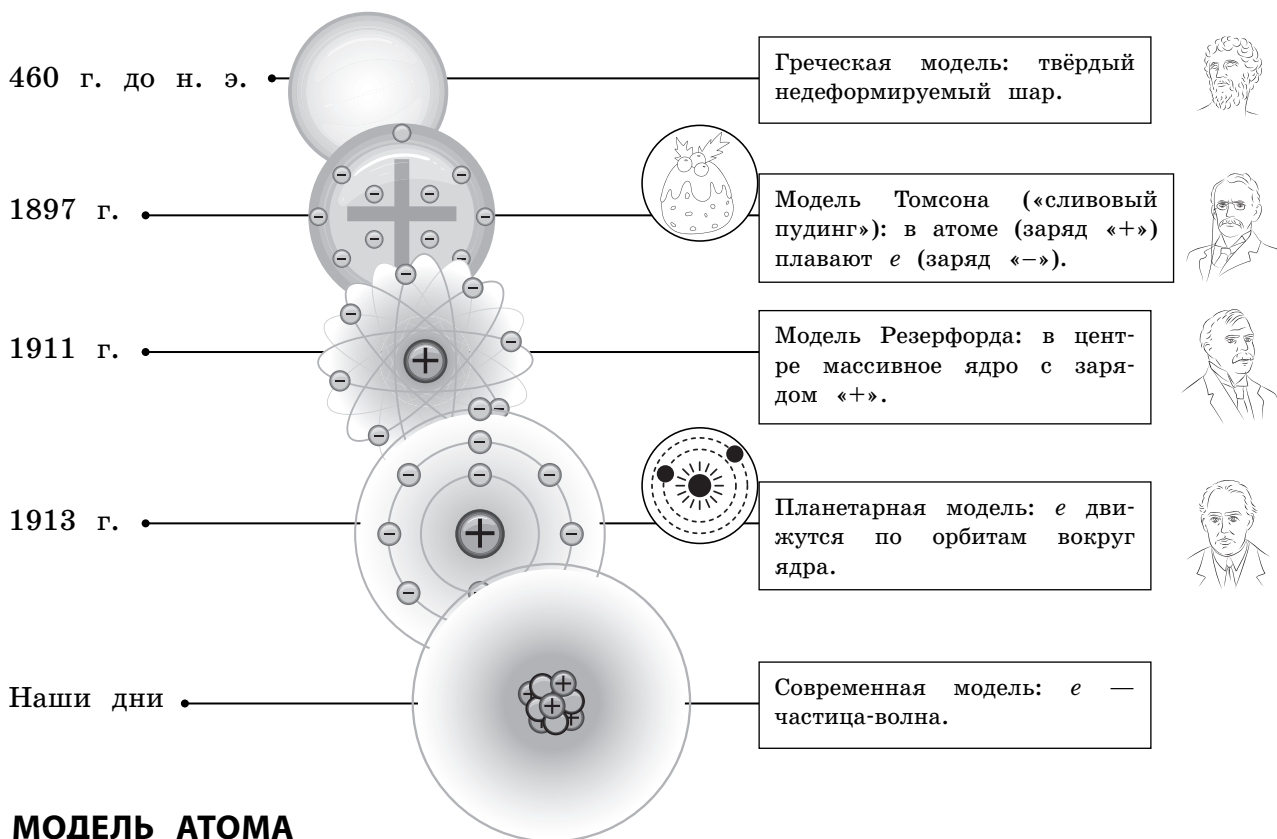 460 г. до н. э.
Греческая модель: твёрдый
недеформируемый шар.
1897 г.
Модель Томсона («сливовый
пудинг»): в атоме (заряд «+»)
плавают e (заряд «–»).
1911 г.
Модель Резерфорда: в цент-
ре массивное ядро с заря-
дом «+».
1913 г.
Планетарная модель: e дви-
жутся по орбитам вокруг
ядра.
Наши дни
Современная модель: e —
частица-волна.
МОДЕЛЬ АТОМА